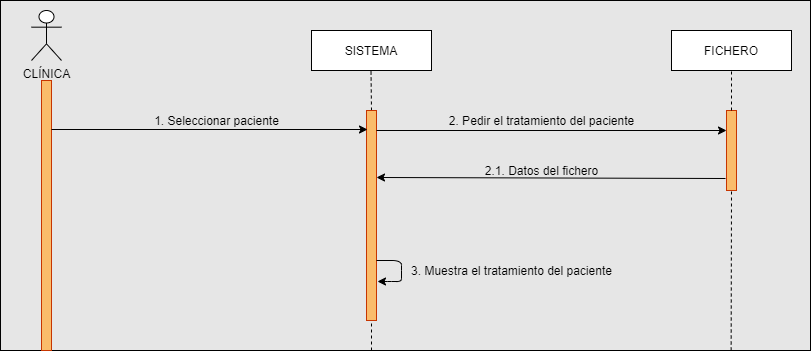 CLÍNICA
SISTEMA
FICHERO
1. Seleccionar paciente
2. Pedir el tratamiento del paciente
2.1. Datos del fichero
3. Muestra el tratamiento del paciente